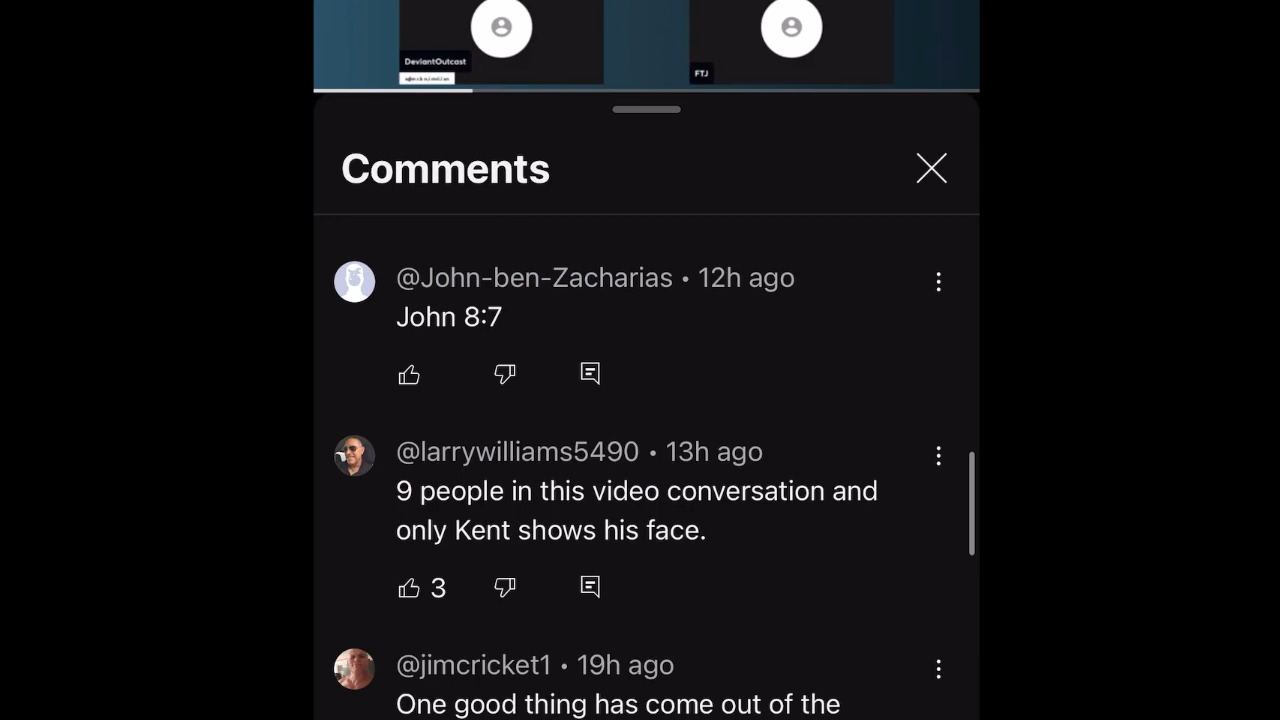 DeviantOutcast
FTJ
Comments
@John-ben-Zacharias • 12h ago
John 8:7
@larrywilliams5490 • 13h ago
9 people in this video conversation and
only Kent shows his face.
3
@jimcricket1 • 19h ago
One good thing has come out of the